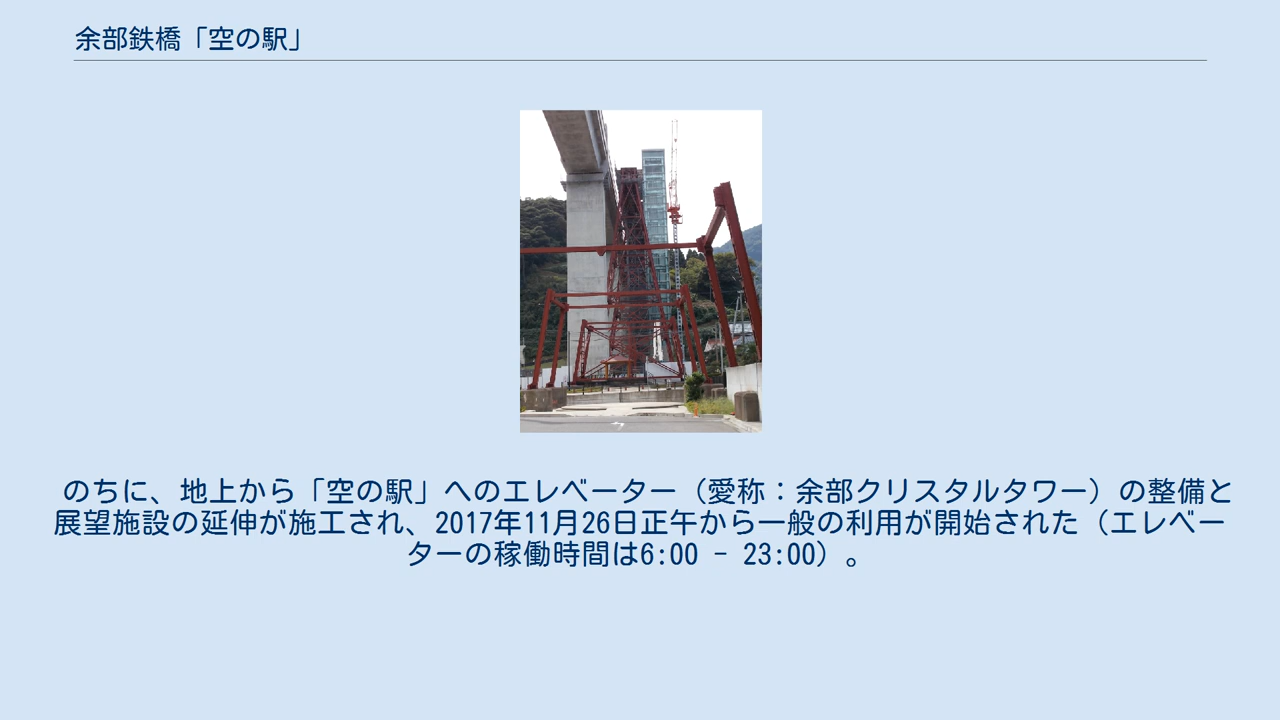 余部鉄橋「空の駅」
のちに、地上から「空の駅」へのエレベーター（愛称：余部クリスタルタワー）の整備と
展望施設の延伸が施工され、2017年11月26日正午から一般の利用が開始された（エレベー
ターの稼働時間は6:00 - 23:00）。